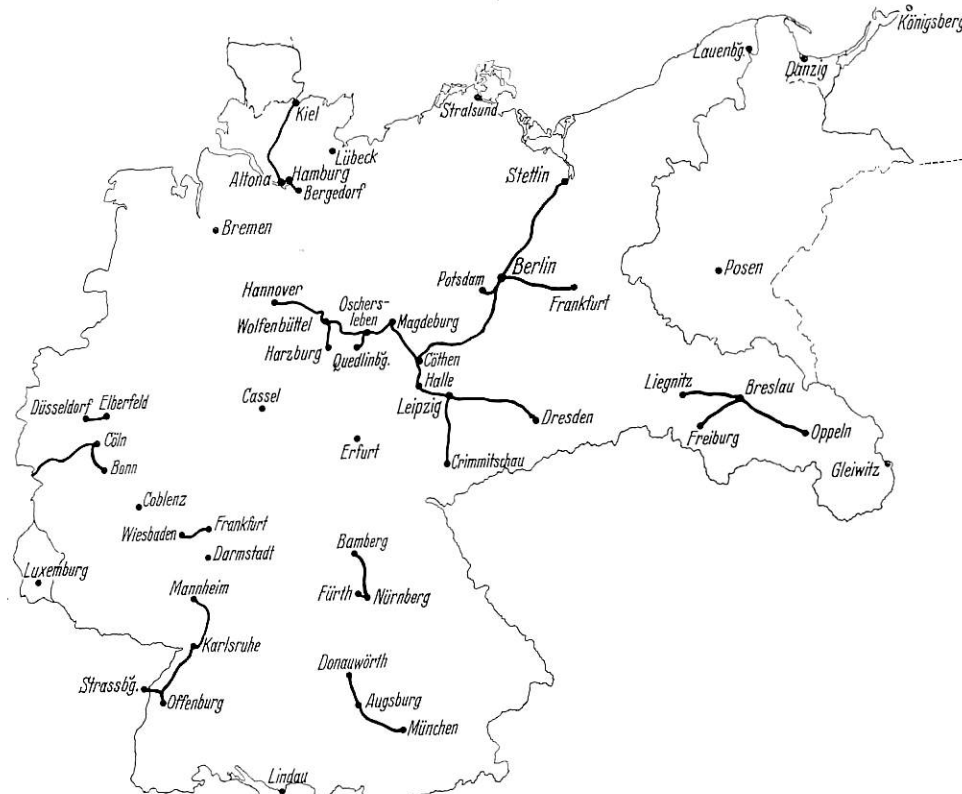 Königsberg
Lauenbg.
Danzig
Stralsund
Kiel
Lübeck
Hamburg
Altona
Bergedorf
Stettin
Bremen
Berlin
Posen
Potsdam
Frankfurt
Hannover
Oschers-
leben
Wolfenbüttel
Magdeburg
Harzburg
Quedlinbg.
Cöthen
Halle
Leipzig
Liegnitz
Breslau
Cassel
Düsseldorf
Elberfeld
Dresden
Freiburg
Oppeln
Cöln
Erfurt
Bonn
Crimmitschau
Gleiwitz
Coblenz
Wiesbaden
Frankfurt
Bamberg
Darmstadt
Luxemburg
Mannheim
Fürth
Nürnberg
Karlsruhe
Donauwörth
Strassbg.
Offenburg
Augsburg
München
Lindau